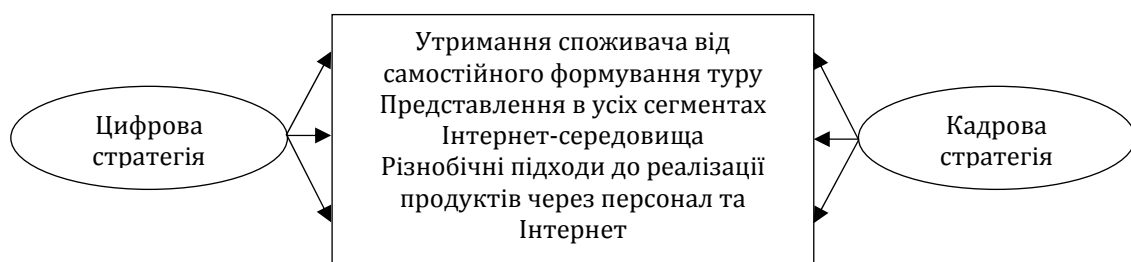 Цифрова
стратегія
Утримання споживача від
самостійного формування туру
Представлення в усіх сегментах
Інтернет-середовища
Різнобічні підходи до реалізації
продуктів через персонал та
Інтернет
Кадрова
стратегія